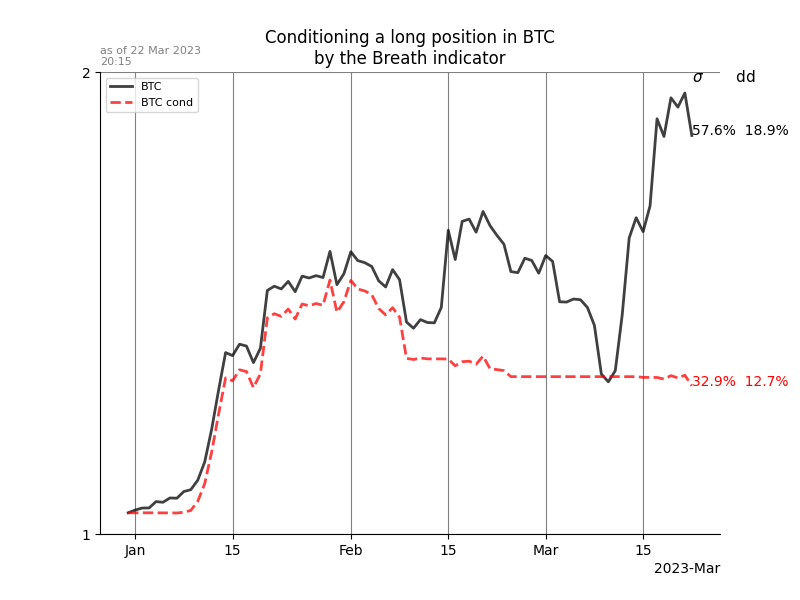 Conditioning a long position in BTC
by the Breath indicator
as of 22 Mar 2023
20:15
2
σ dd
BTC
BTC cond
57.6% 18.9%
32.9% 12.7%
1
Jan 15 Feb 15 Mar 15
2023-Mar